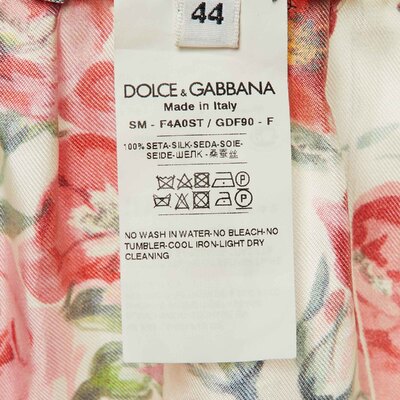 44
DOLCE & GABBANA
Made in Italy
SM - F4A0ST / GDF90 - F
100% SETA-SILK-SEDA-SOIE-
SEIDE-ШЕЛК - 桑蚕丝
NO WASH IN WATER-NO BLEACH-NO
TUMBLER-COOL IRON-LIGHT DRY
CLEANING